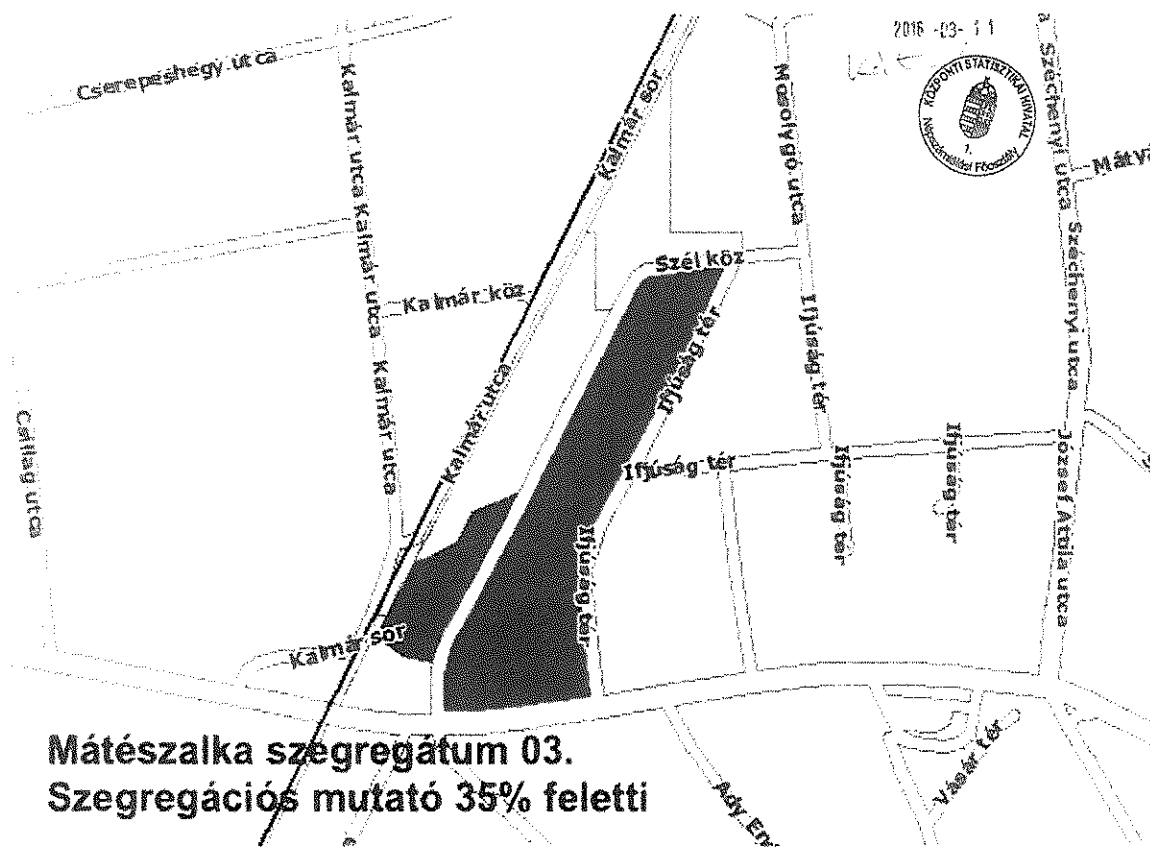 2016 -03- 11
KÖZPONTI STATISZTIKAI HIVATAL
1.
Népszámlálási Főosztály
Cserepeshegy utca
Kalmár utca
Kalmár utca
Kalmár utca
Kalmár sor
Mosolygó utca
Széchenyi utca
Széchenyi utca
Mátyá
Szél köz
Kalmár köz
Ifjúság tér
Ifjúság tér
Kalmár utca
Csillag utca
Ifjúság tér
Ifjúság tér
Ifjúság tér
József Attila utca
Ifjúság tér
Kalmár sor
Vásár tér
Ady En
Mátészalka szegregátum 03.
Szegregációs mutató 35% feletti